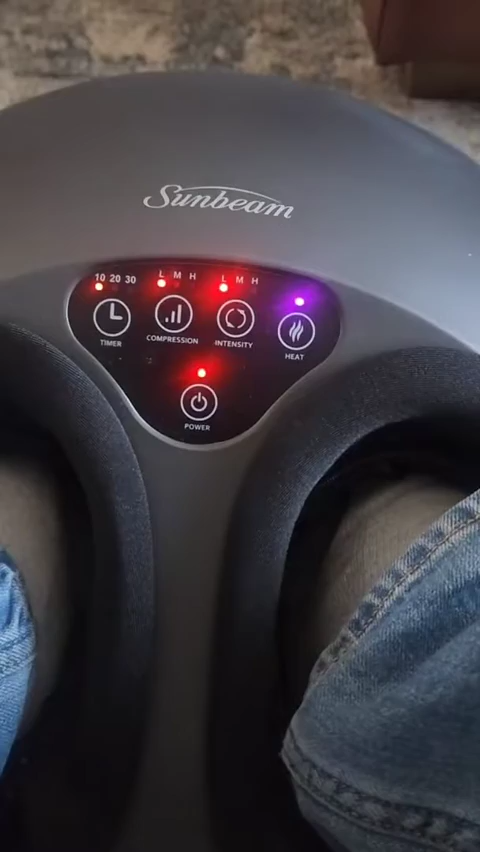 Sunbeam
10 20 30
L M H
L M H
TIMER
COMPRESSION
INTENSITY
HEAT
POWER